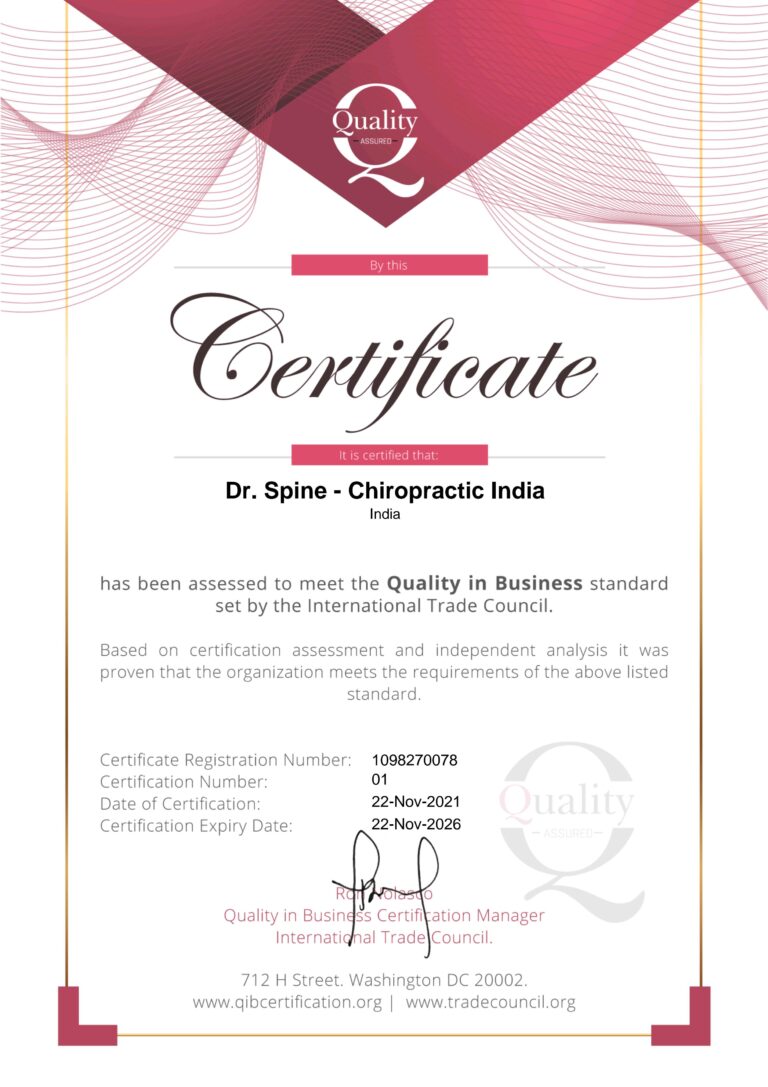 Quality
ASSURED
By this
Certificate
It is certified that:
Dr. Spine - Chiropractic India
India
has been assessed to meet the Quality in Business standard
set by the International Trade Council.
Based on certification assessment and independent analysis it was
proven that the organization meets the requirements of the above listed
standard.
Certificate Registration Number: 1098270078
Certification Number: 01
Date of Certification: 22-Nov-2021
Certification Expiry Date: 22-Nov-2026
Quality
ASSURED
Quality in Business Certification Manager
International Trade Council.
712 H Street. Washington DC 20002.
www.qibcertification.org | www.tradecouncil.org